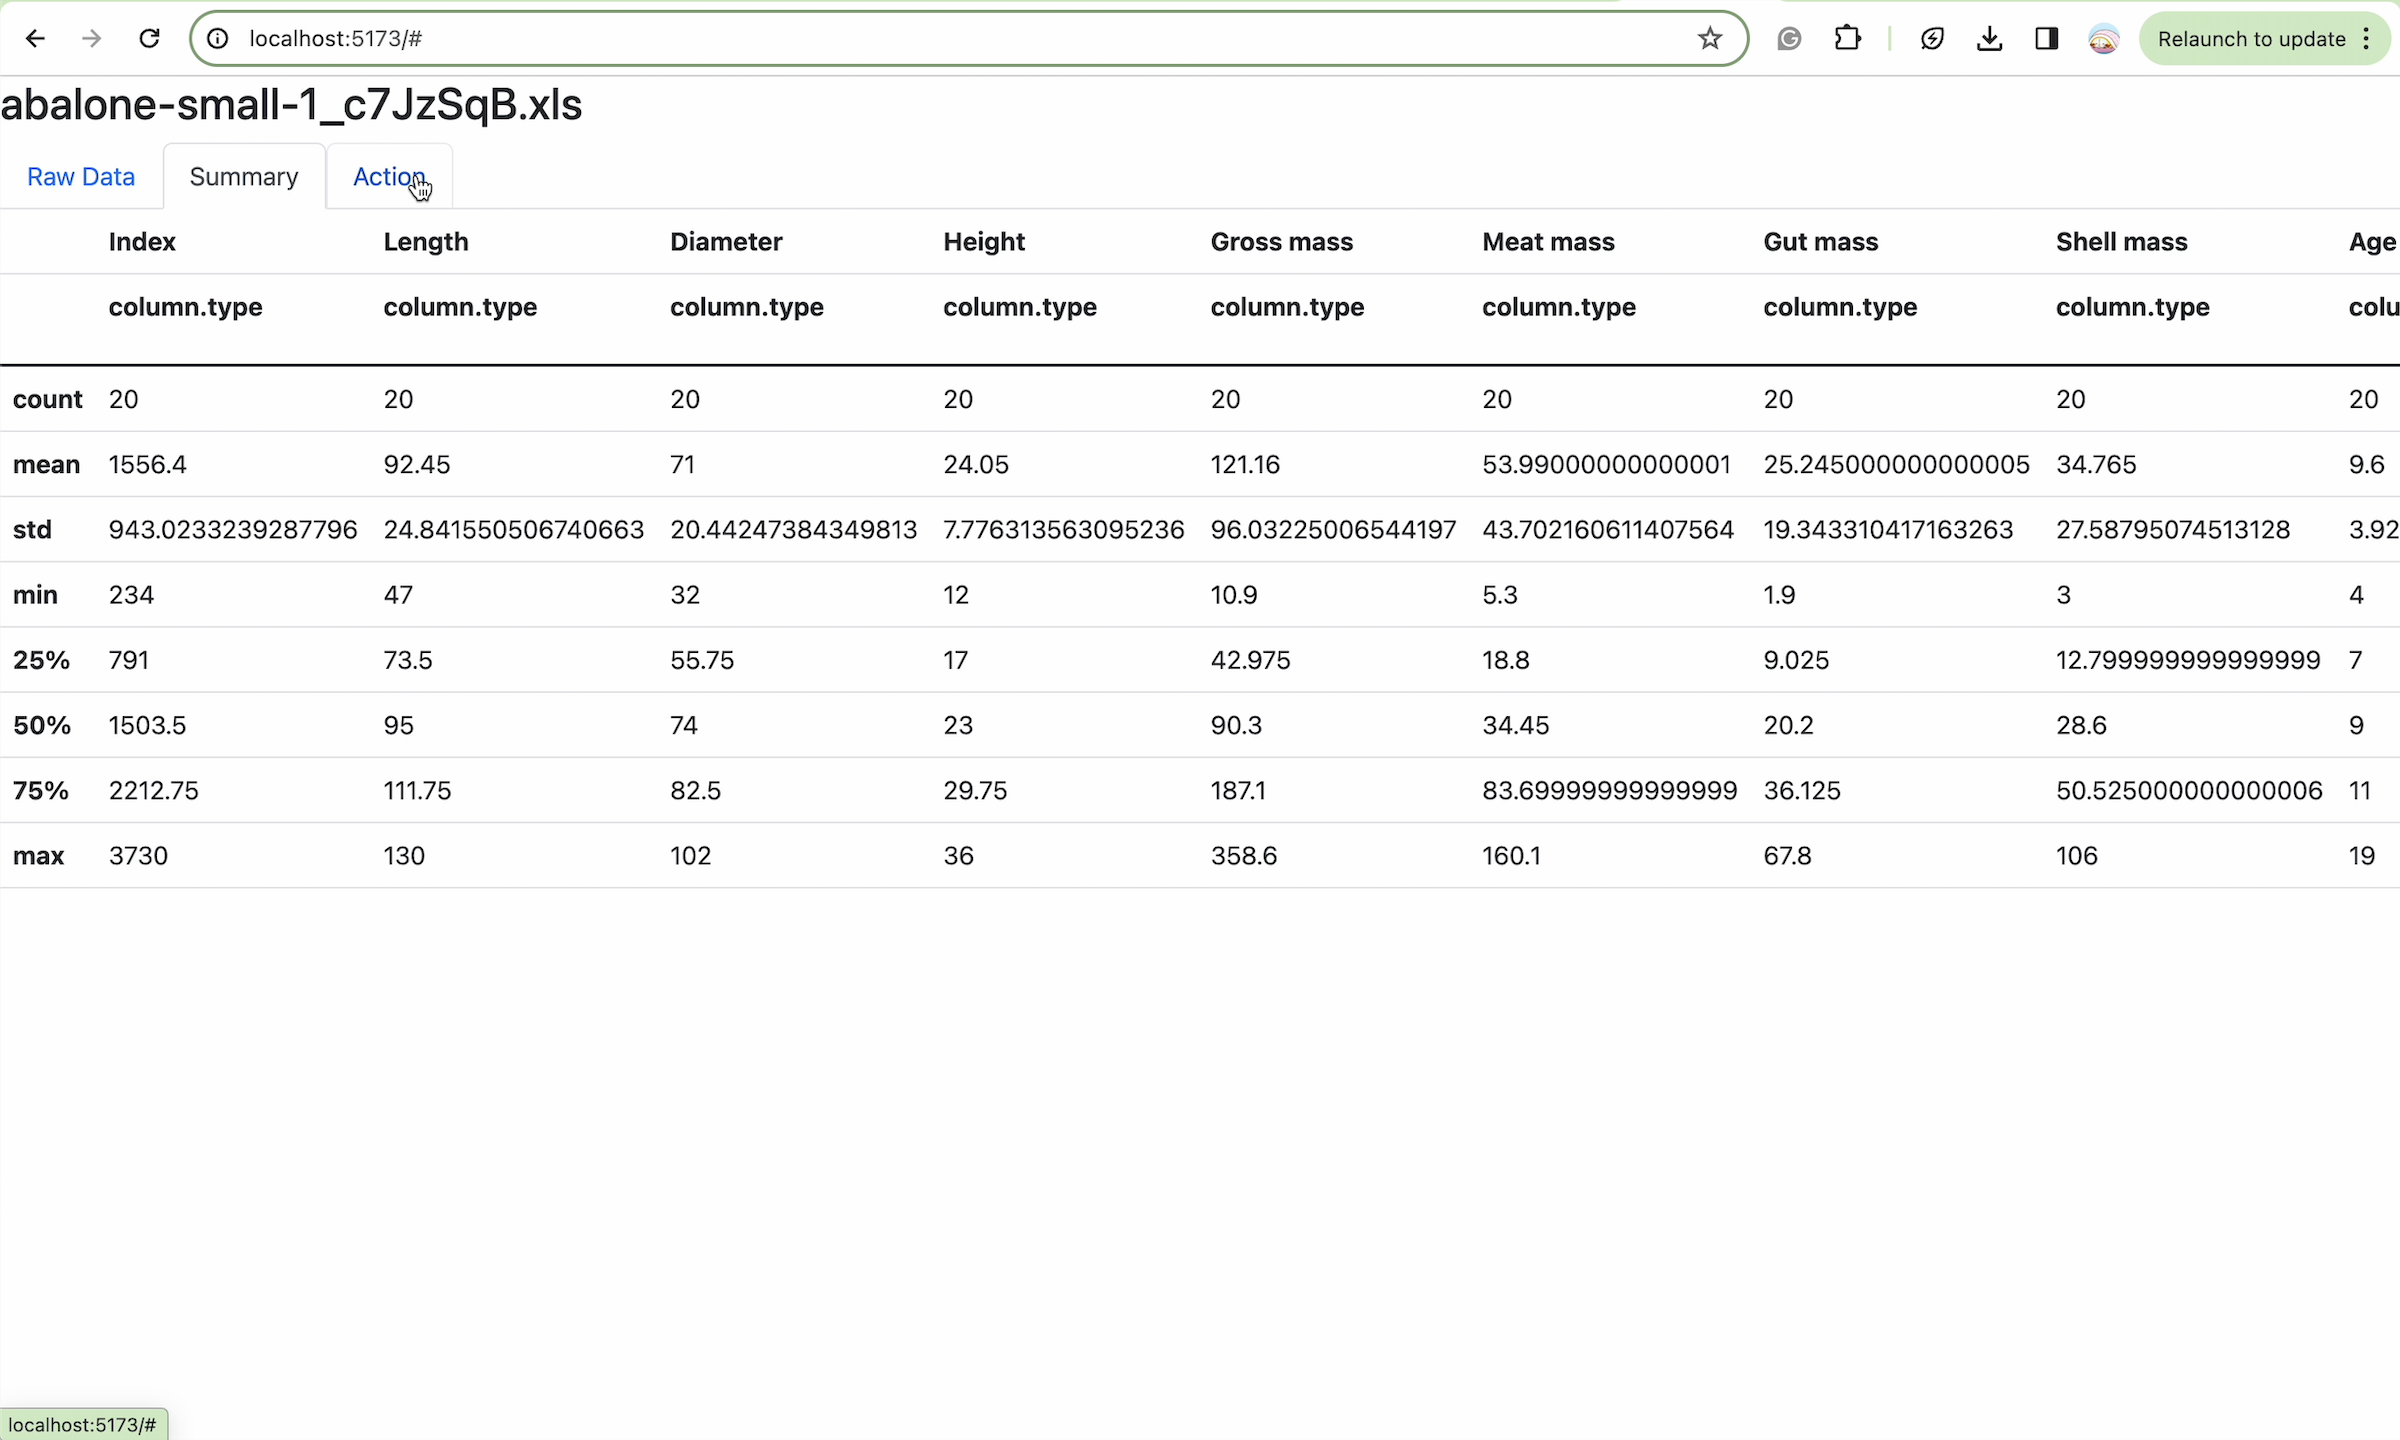 localhost:5173/#
Relaunch to update
abalone-small-1_c7JzSqB.xls
Raw Data Summary Action
Index Length Diameter Height Gross mass Meat mass Gut mass Shell mass Age
column.type column.type column.type column.type column.type column.type column.type column.type colu
count 20 20 20 20 20 20 20 20 20
mean 1556.4 92.45 71 24.05 121.16 53.99000000000001 25.245000000000005 34.765 9.6
std 943.0233239287796 24.841550506740663 20.44247384349813 7.776313563095236 96.03225006544197 43.702160611407564 19.343310417163263 27.58795074513128 3.92
min 234 47 32 12 10.9 5.3 1.9 3 4
25% 791 73.5 55.75 17 42.975 18.8 9.025 12.799999999999999 7
50% 1503.5 95 74 23 90.3 34.45 20.2 28.6 9
75% 2212.75 111.75 82.5 29.75 187.1 83.69999999999999 36.125 50.525000000000006 11
max 3730 130 102 36 358.6 160.1 67.8 106 19
localhost:5173/#